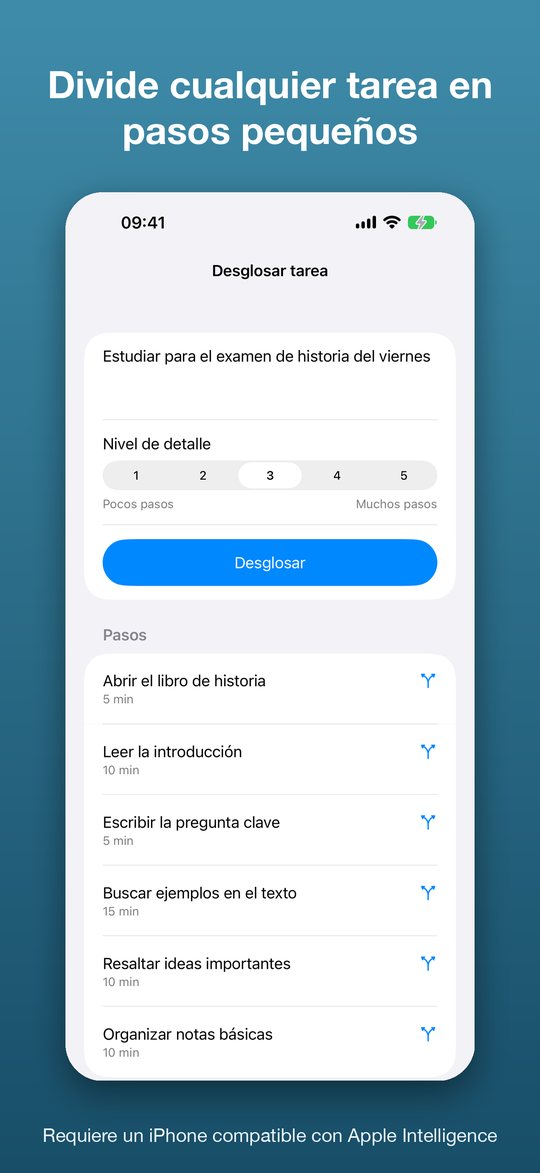 Divide cualquier tarea en
pasos pequeños
09:41
Desglosar tarea
Estudiar para el examen de historia del viernes
Nivel de detalle
1 2 3 4 5
Pocos pasos Muchos pasos
Desglosar
Pasos
Abrir el libro de historia
5 min
Leer la introducción
10 min
Escribir la pregunta clave
5 min
Buscar ejemplos en el texto
15 min
Resaltar ideas importantes
10 min
Organizar notas básicas
10 min
Requiere un iPhone compatible con Apple Intelligence